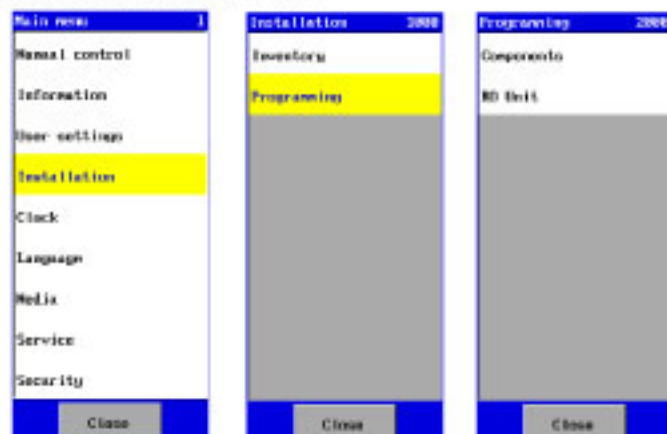 Main menu 1
Manual control
Information
User settings
Installation
Clock
Language
Media
Service
Security
Close
Installation
Inventory
Programming
Close
Programming
Components
Close